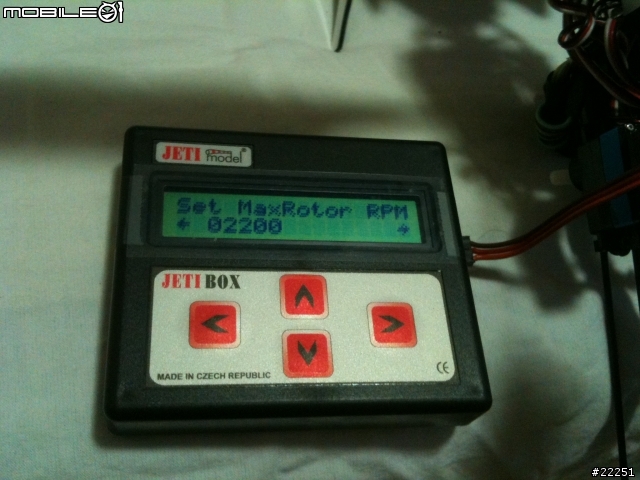 MOBILE01
JETI model®
Set MaxRotor RPM
← 02200 →
JETI BOX
MADE IN CZECH REPUBLIC
CE
#22251